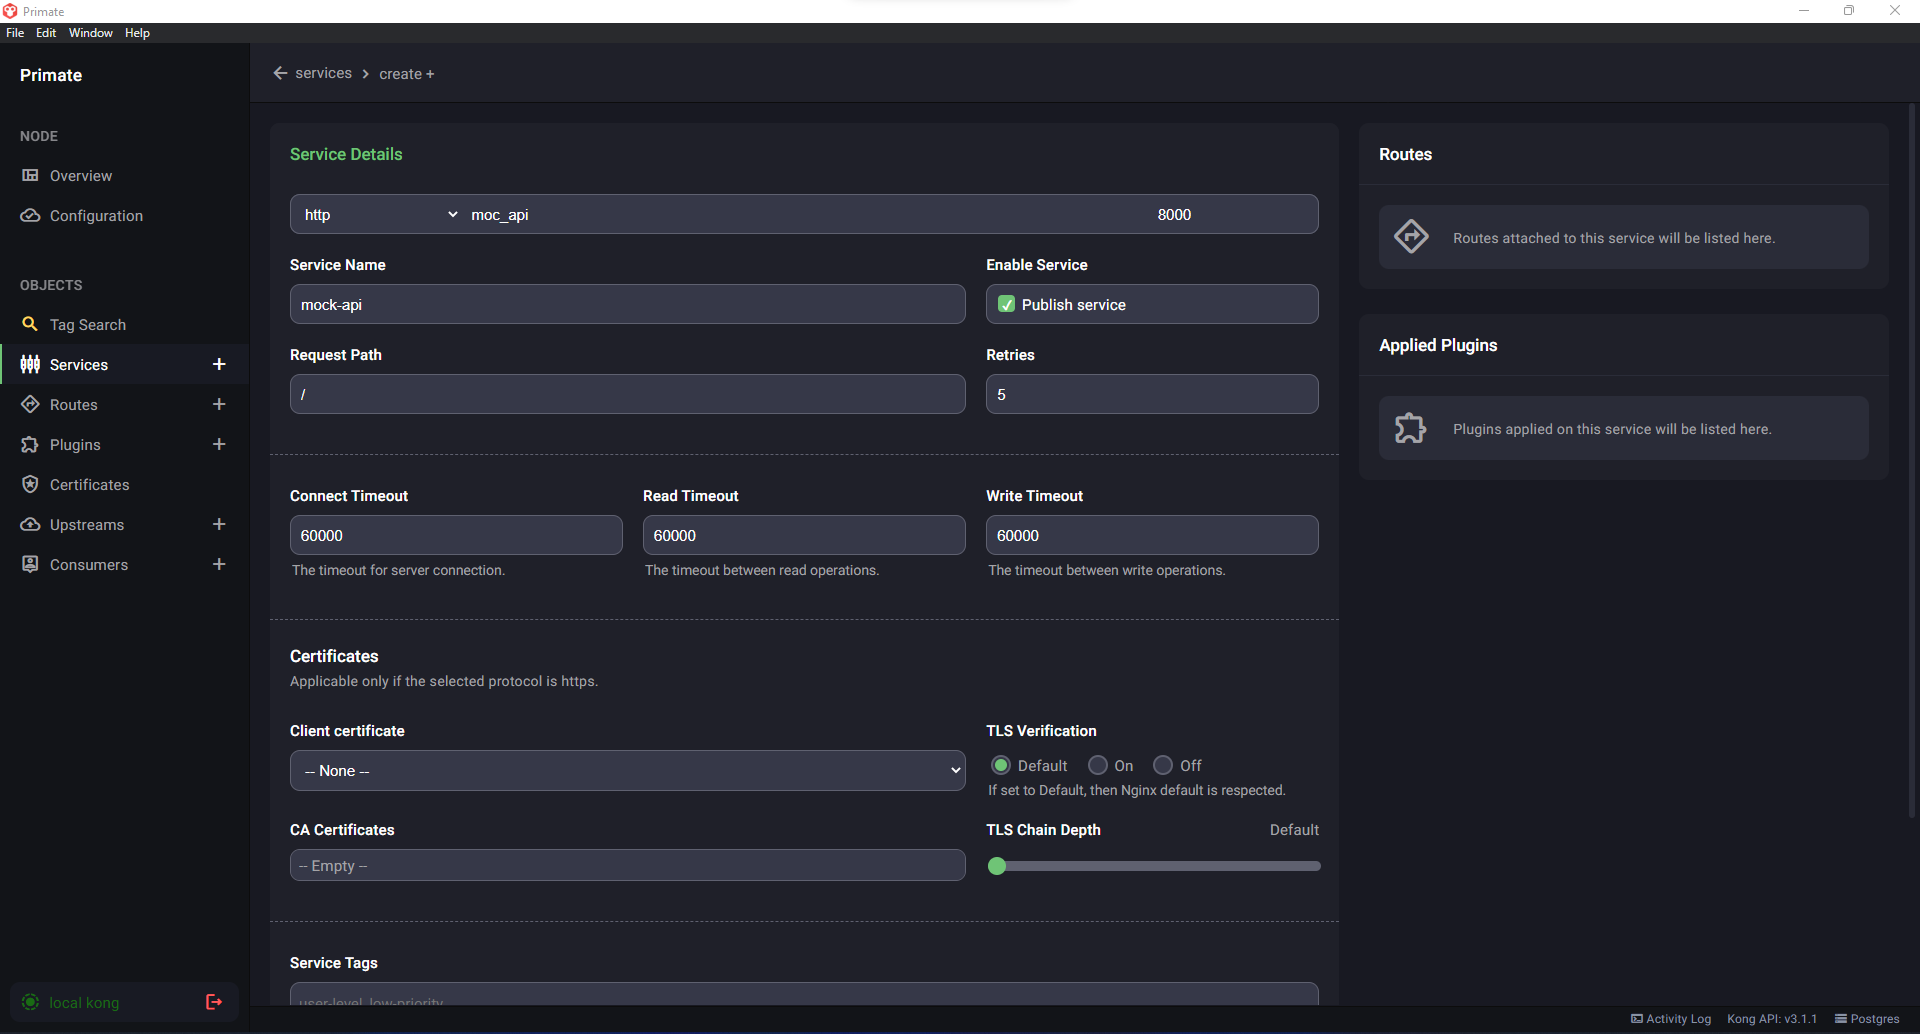 Primate
File Edit Window Help
Primate
services > create +
NODE
Overview
Configuration
OBJECTS
Tag Search
Services +
Routes +
Plugins +
Certificates
Upstreams +
Consumers +
local kong
Service Details
http moc_api 8000
Service Name Enable Service
mock-api Publish service
Request Path Retries
/ 5
Connect Timeout Read Timeout Write Timeout
60000 60000 60000
The timeout for server connection. The timeout between read operations. The timeout between write operations.
Certificates
Applicable only if the selected protocol is https.
Client certificate TLS Verification
-- None -- Default On Off
If set to Default, then Nginx default is respected.
CA Certificates TLS Chain Depth Default
-- Empty --
Service Tags
user-level, low-priority
Routes
Routes attached to this service will be listed here.
Applied Plugins
Plugins applied on this service will be listed here.
Activity Log Kong API: v3.1.1 Postgres